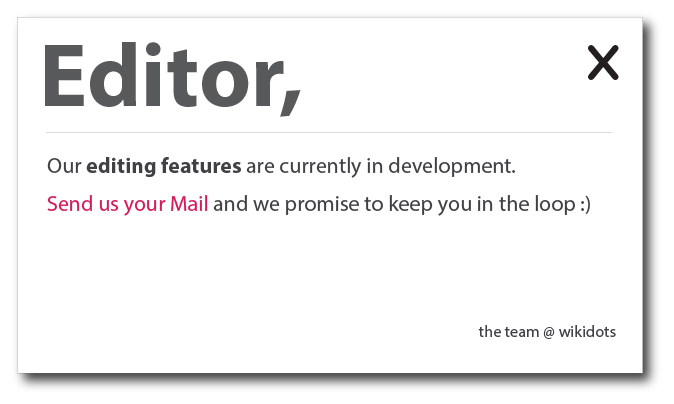 Editor,
Our editing features are currently in development.
Send us your Mail and we promise to keep you in the loop :)
the team @ wikidots